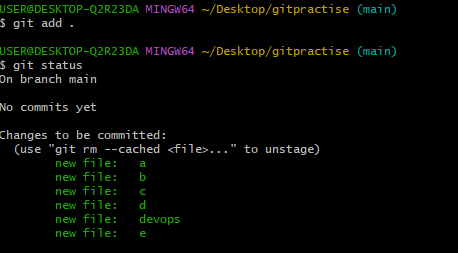 USER@DESKTOP-Q2R23DA MINGW64 ~/Desktop/gitpractise (main)
$ git add .
USER@DESKTOP-Q2R23DA MINGW64 ~/Desktop/gitpractise (main)
$ git status
On branch main
No commits yet
Changes to be committed:
  (use "git rm --cached <file>..." to unstage)
        new file:   a
        new file:   b
        new file:   c
        new file:   d
        new file:   devops
        new file:   e